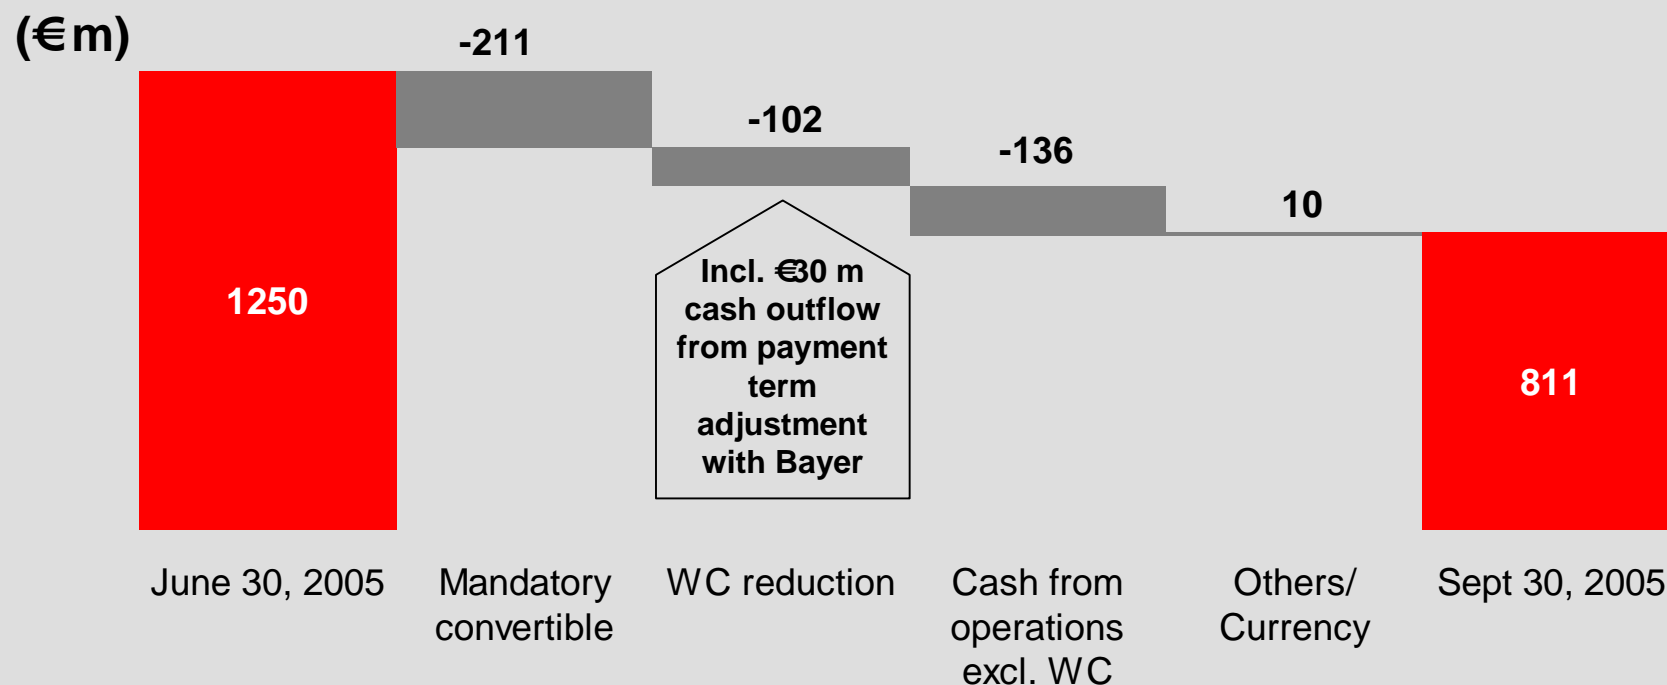 (€m)
-211
-102
-136
10
1250
Incl. €30 m
cash outflow
from payment
term
adjustment
with Bayer
811
June 30, 2005
Mandatory
convertible
WC reduction
Cash from
operations
excl. WC
Others/
Currency
Sept 30, 2005